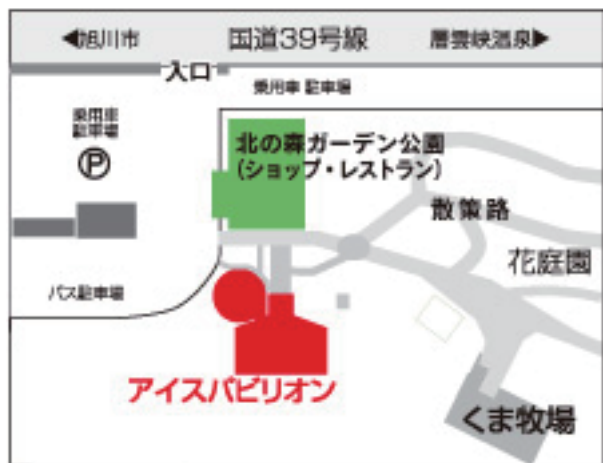 ◀旭川市 国道39号線 層雲峡温泉▶
入口
乗用車 駐車場
乗用車
駐車場
Ⓟ
北の森ガーデン公園
(ショップ・レストラン)
散策路
花庭園
バス駐車場
アイスパビリオン
くま牧場